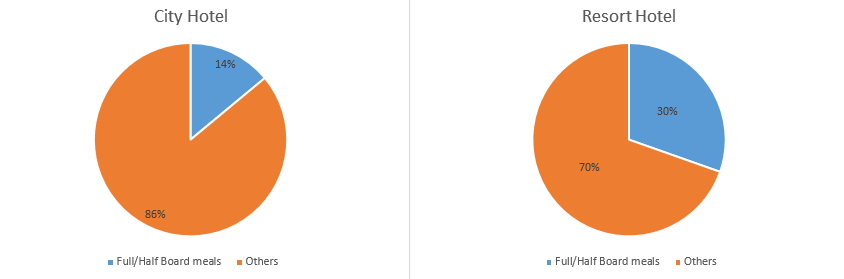 City Hotel
14%
86%
Full/Half Board meals
Others
Resort Hotel
30%
70%
Full/Half Board meals
Others